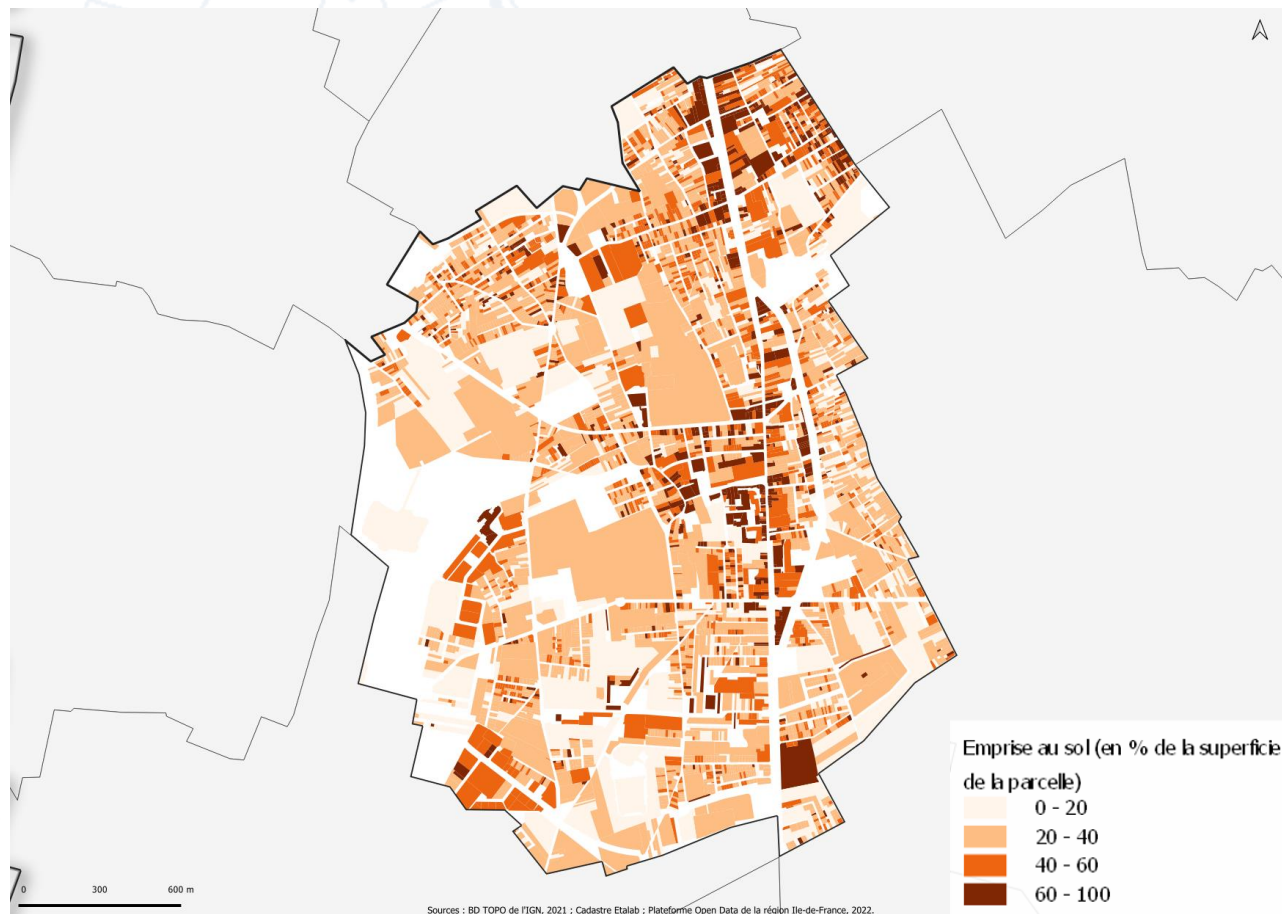 Emprise au sol (en % de la superficie
de la parcelle)
0 - 20
20 - 40
40 - 60
60 - 100
0 300 600 m
Sources : BD TOPO de l'IGN, 2021 ; Cadastre Etalab ; Plateforme Open Data de la région Ile-de-France, 2022.